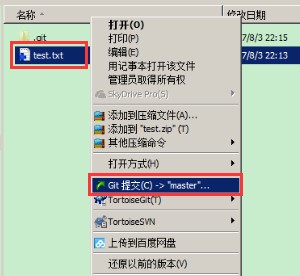 名称
修改日期
.git
7/8/3 22:15
test.txt
7/8/3 22:13
打开(O)
打印(P)
编辑(E)
用记事本打开该文件
管理员取得所有权
SkyDrive Pro(S)
添加到压缩文件(A)...
添加到 "test.zip" (T)
其他压缩命令
打开方式(H)
Git 提交(C) -> "master"...
TortoiseGit(T)
TortoiseSVN
上传到百度网盘
还原以前的版本(V)